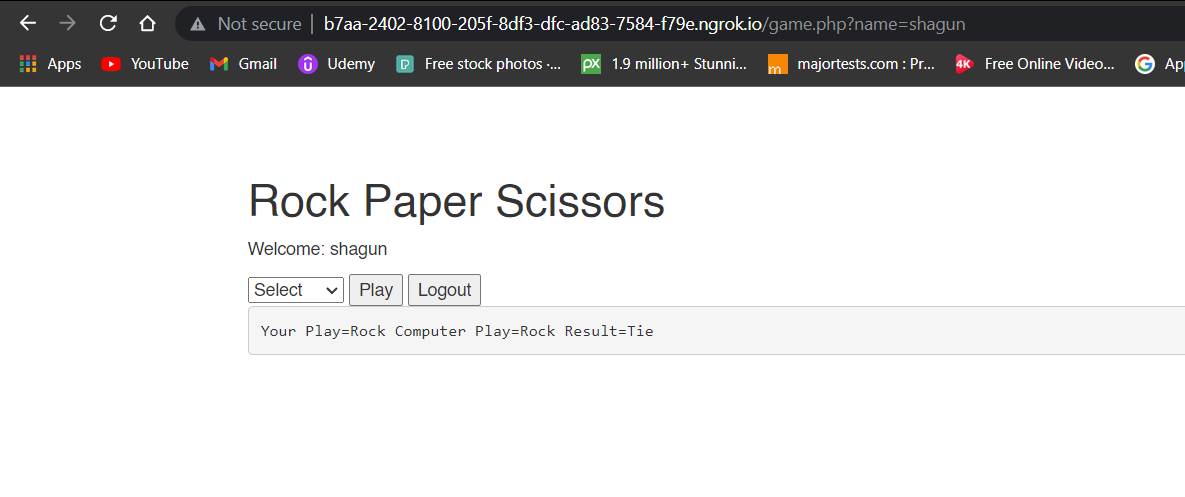 Not secure b7aa-2402-8100-205f-8df3-dfc-ad83-7584-f79e.ngrok.io/game.php?name=shagun
Apps YouTube Gmail Udemy Free stock photos ·... PX 1.9 million+ Stunni... m majortests.com : Pr... 4K Free Online Video... G Ap
Rock Paper Scissors
Welcome: shagun
Select Play Logout
Your Play=Rock Computer Play=Rock Result=Tie